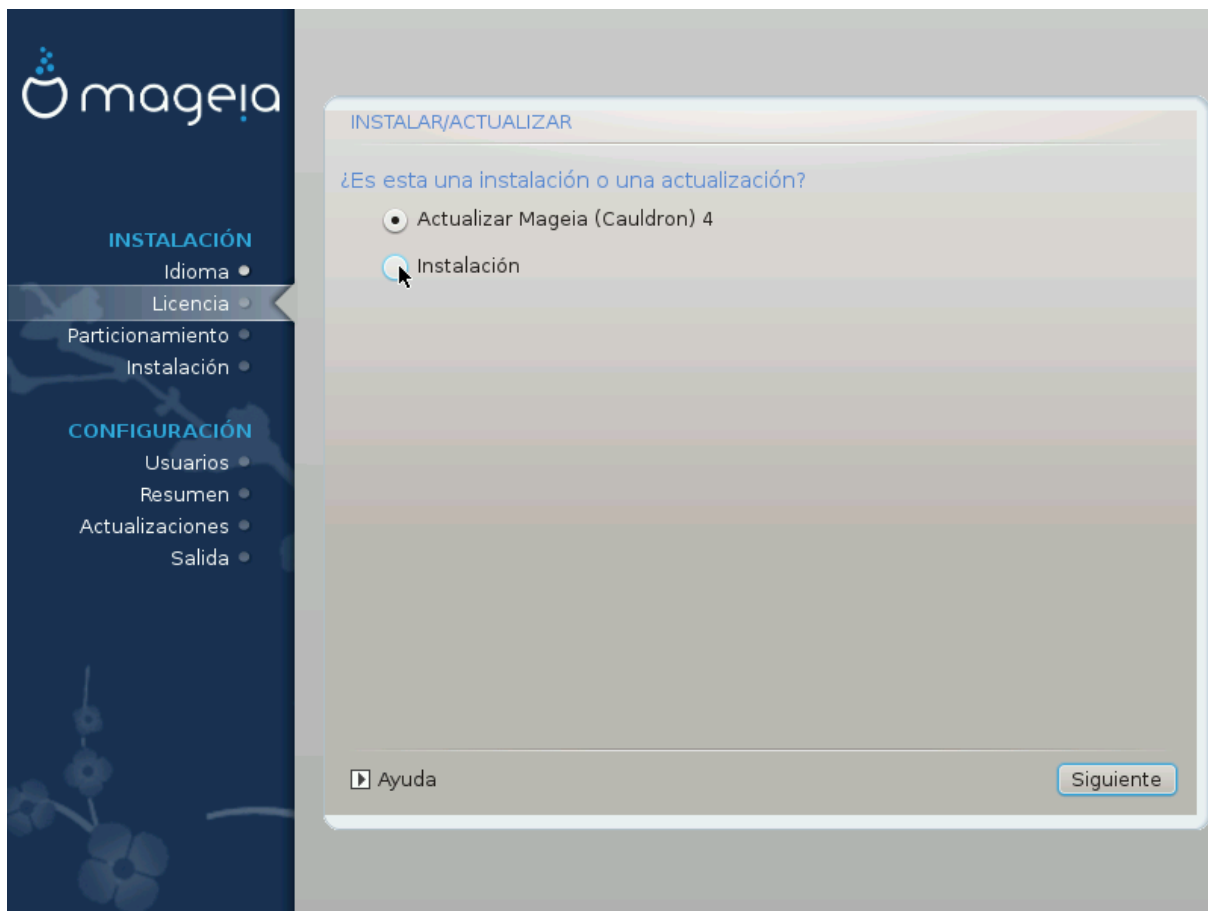 mageia
INSTALACIÓN
Idioma
Licencia
Particionamiento
Instalación
CONFIGURACIÓN
Usuarios
Resumen
Actualizaciones
Salida
INSTALAR/ACTUALIZAR
¿Es esta una instalación o una actualización?
Actualizar Mageia (Cauldron) 4
Instalación
Ayuda
Siguiente